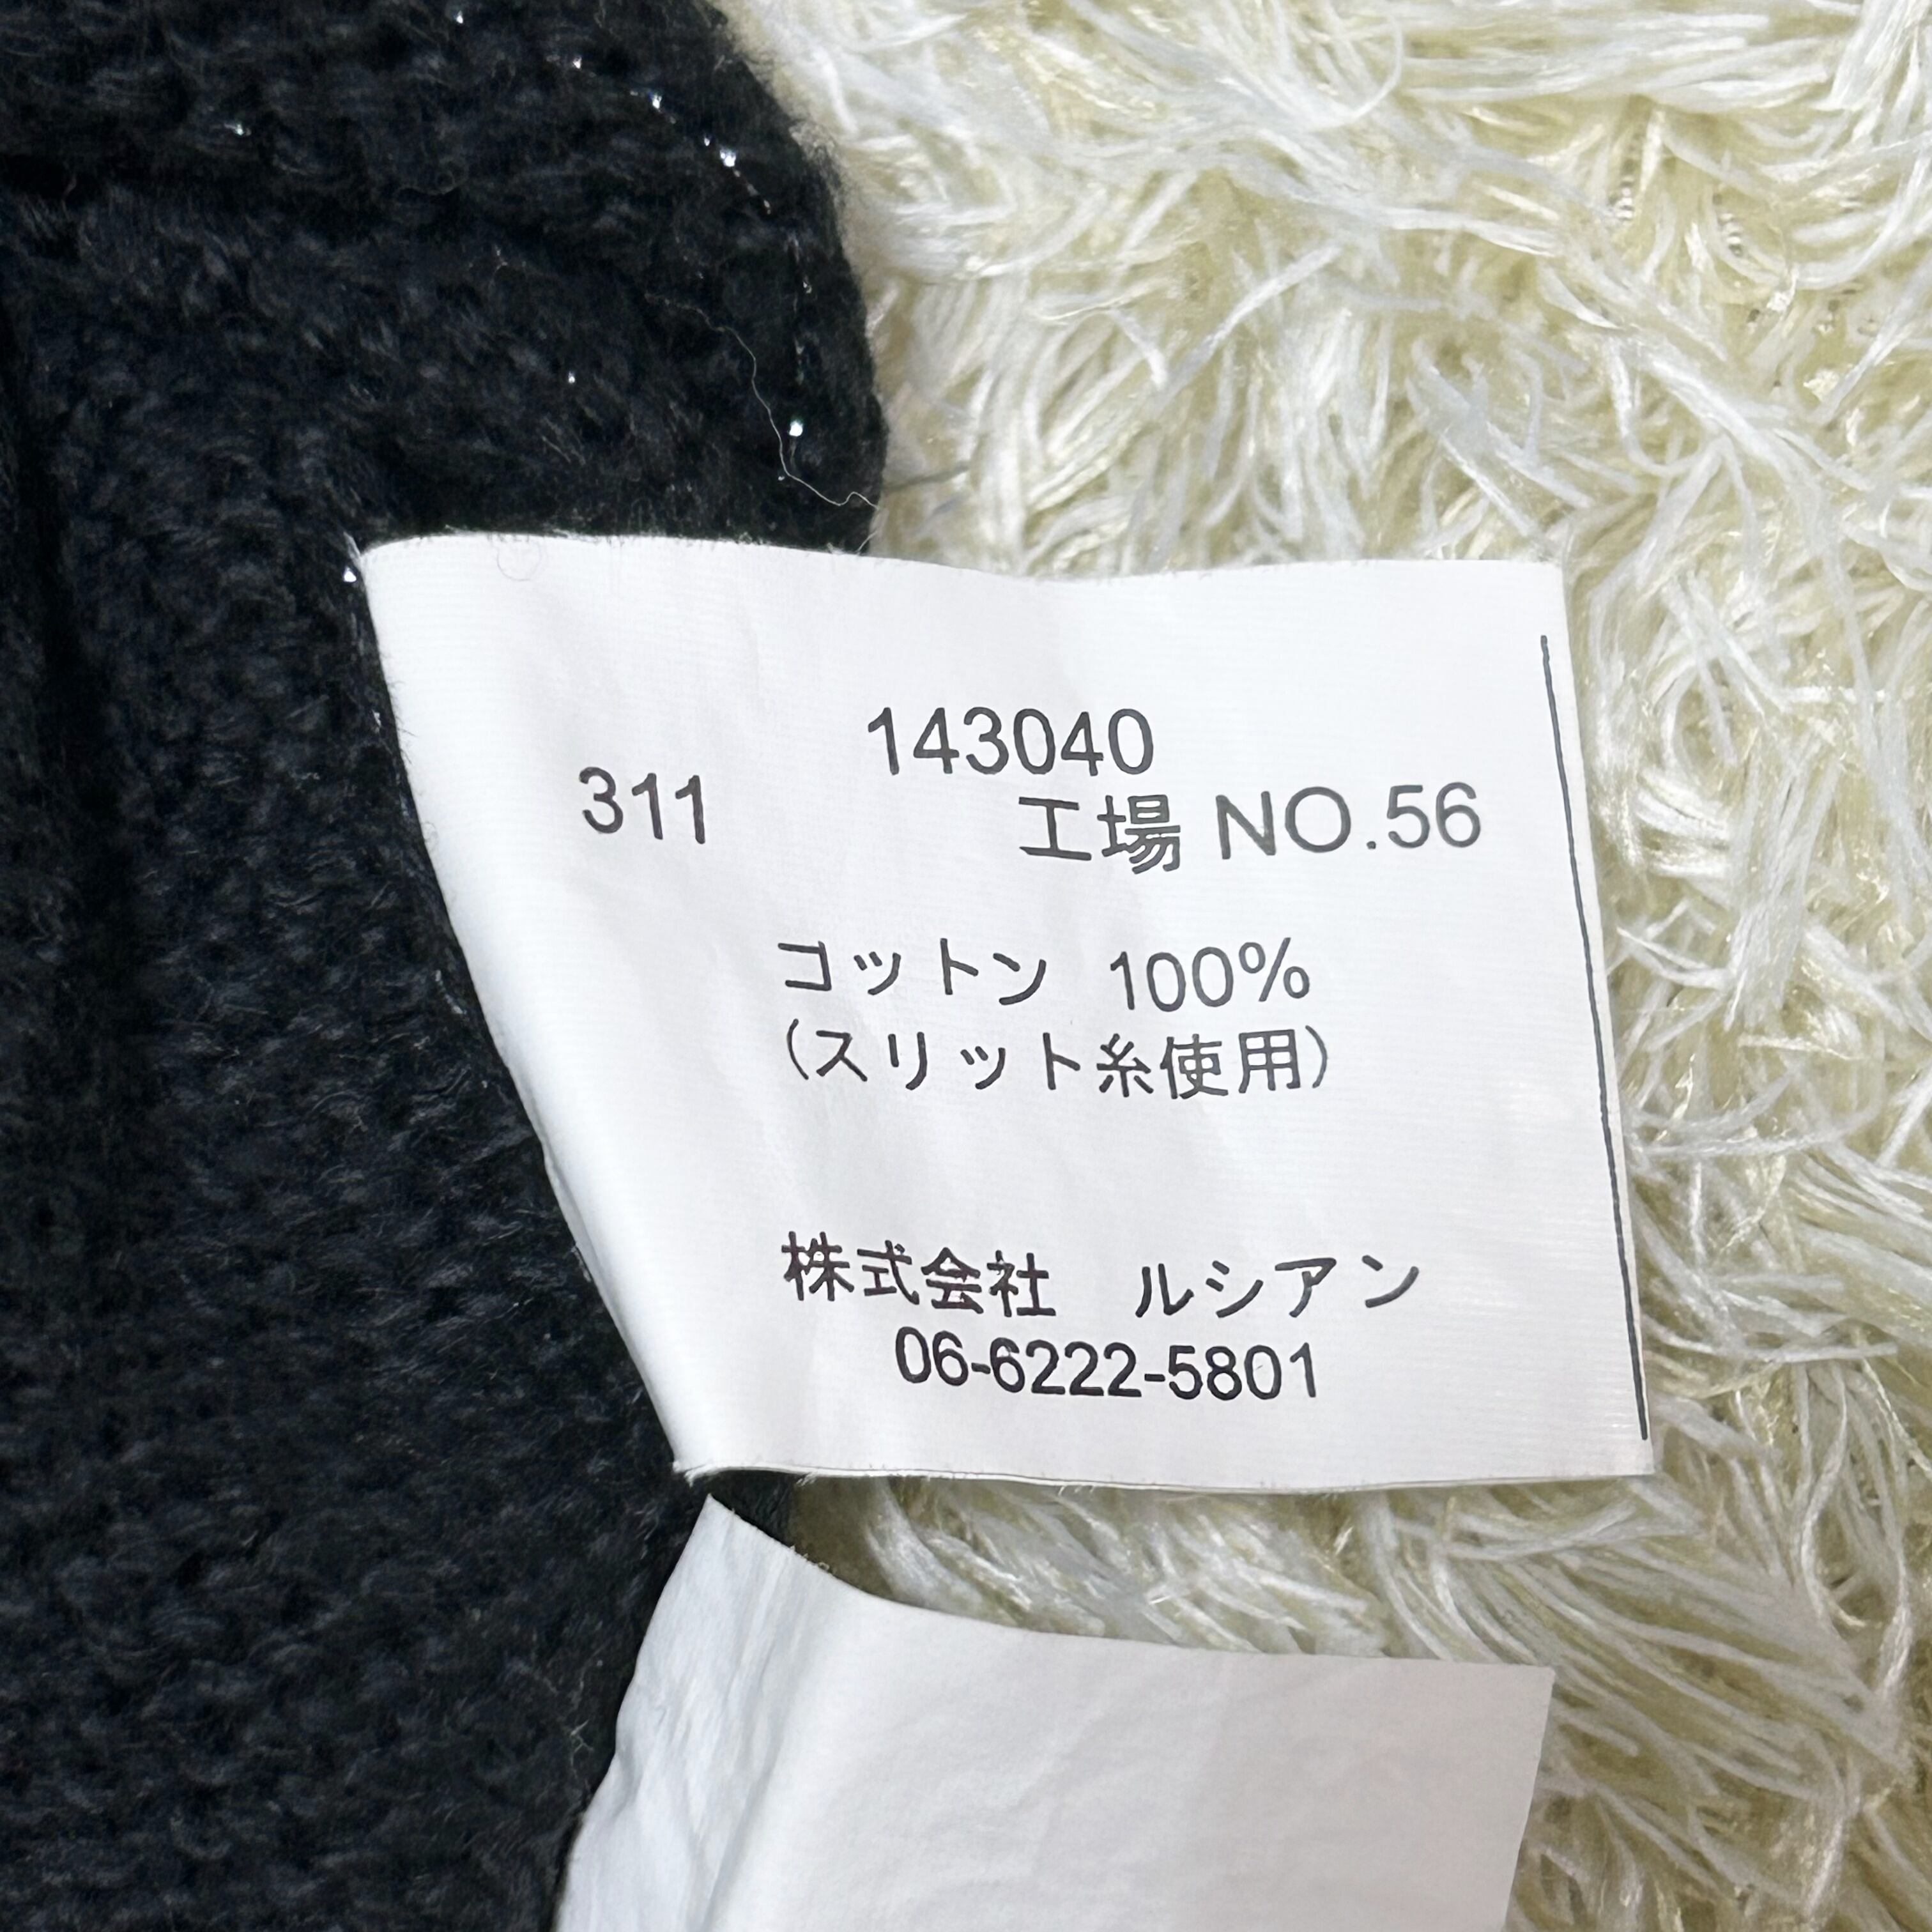 143040
311 工場 NO.56
コットン 100%
(スリット糸使用)
株式会社 ルシアン
06-6222-5801